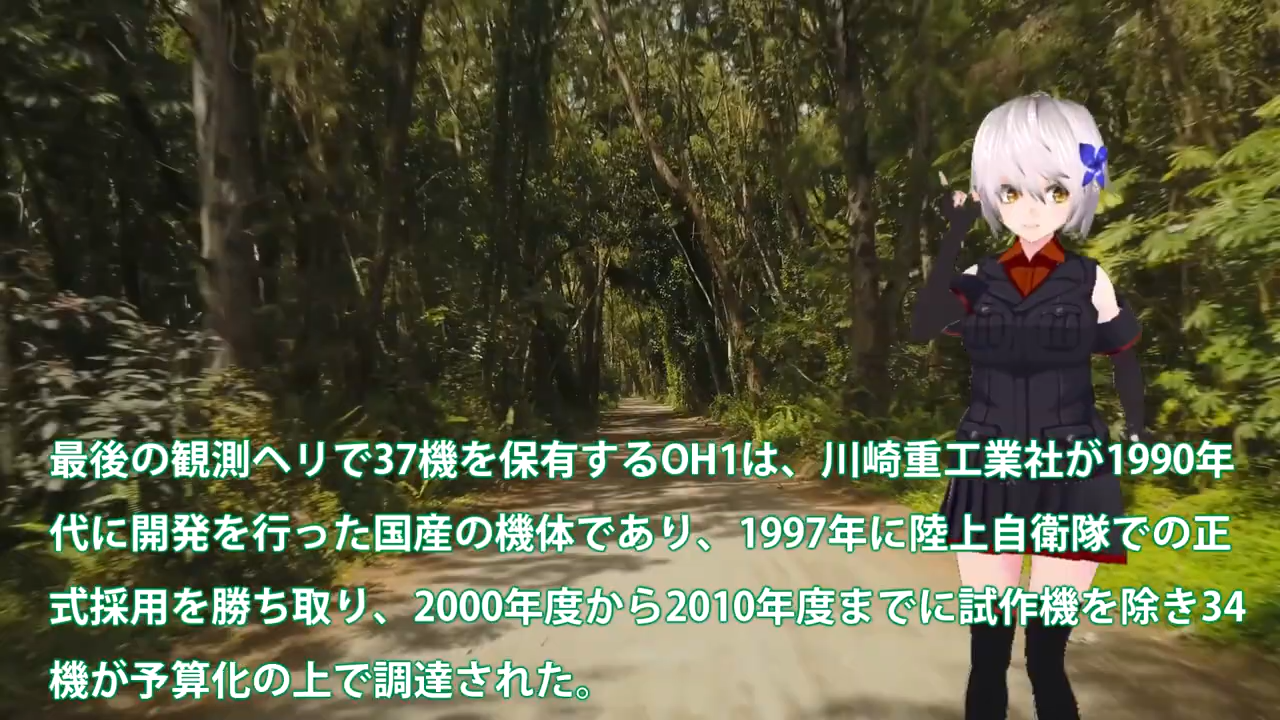 最後の観測ヘリで37機を保有するOH1は、川崎重工業社が1990年
代に開発を行った国産の機体であり、1997年に陸上自衛隊での正
式採用を勝ち取り、2000年度から2010年度までに試作機を除き34
機が予算化の上で調達された。